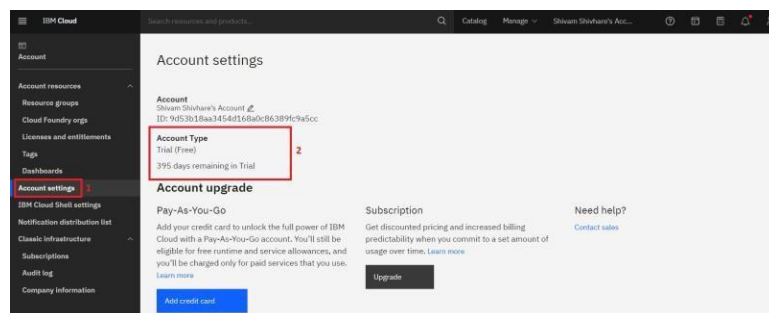 IBM Cloud
Search resources and products...
Catalog
Manage
Shivam Shivhare's Acc...
Account
Account resources
Resource groups
Cloud Foundry orgs
Licenses and entitlements
Tags
Dashboards
Account settings 1
IBM Cloud Shell settings
Notification distribution list
Classic infrastructure
Subscriptions
Audit log
Company information
Account settings
Account
Shivam Shivhare's Account
ID: 9d53b18aa3454d168a0c86389fc9a5cc
Account Type
Trial (Free)
2
395 days remaining in Trial
Account upgrade
Pay-As-You-Go
Add your credit card to unlock the full power of IBM
Cloud with a Pay-As-You-Go account. You'll still be
eligible for free runtime and service allowances, and
you'll be charged only for paid services that you use.
Learn more
Add credit card
Subscription
Get discounted pricing and increased billing
predictability when you commit to a set amount of
usage over time. Learn more
Upgrade
Need help?
Contact sales